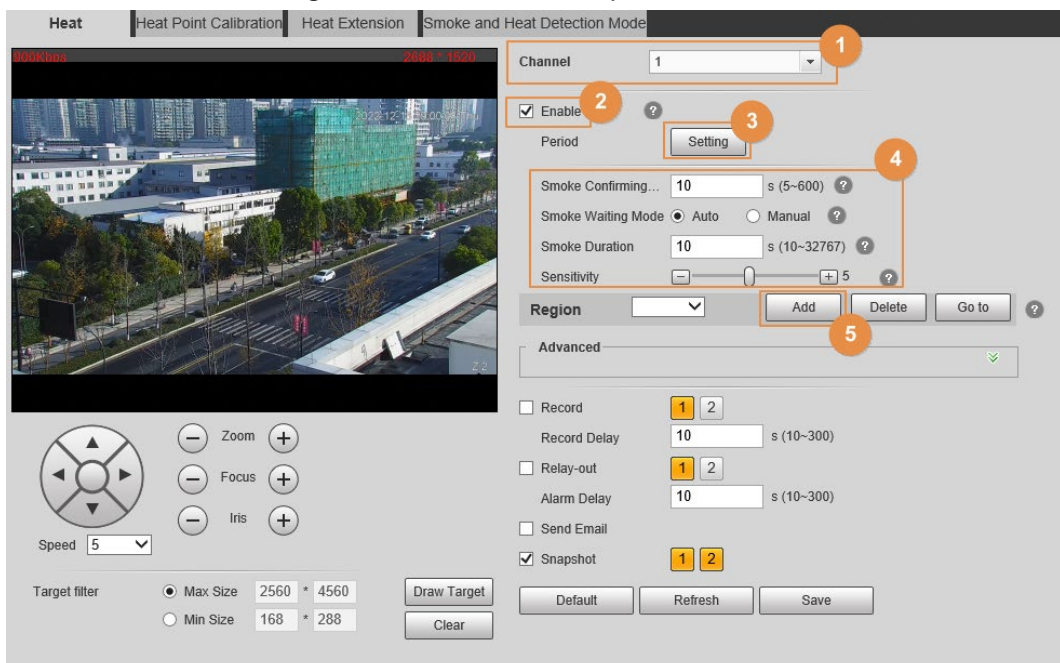 Heat Heat Point Calibration Heat Extension Smoke and Heat Detection Mode
900Kbps 2688 * 1520
Channel 1
1
Enable ?
2
Period Setting
3
4
Smoke Confirming... 10 s (5~600) ?
Smoke Waiting Mode Auto Manual ?
Smoke Duration 10 s (10~32767) ?
Sensitivity - + 5 ?
Region Add Delete Go to ?
5
Advanced
Z 2
Record 1 2
Record Delay 10 s (10~300)
Relay-out 1 2
Alarm Delay 10 s (10~300)
Send Email
Snapshot 1 2
Default Refresh Save
- Zoom +
- Focus +
- Iris +
Speed 5
Target filter Max Size 2560 * 4560 Draw Target
Min Size 168 * 288 Clear